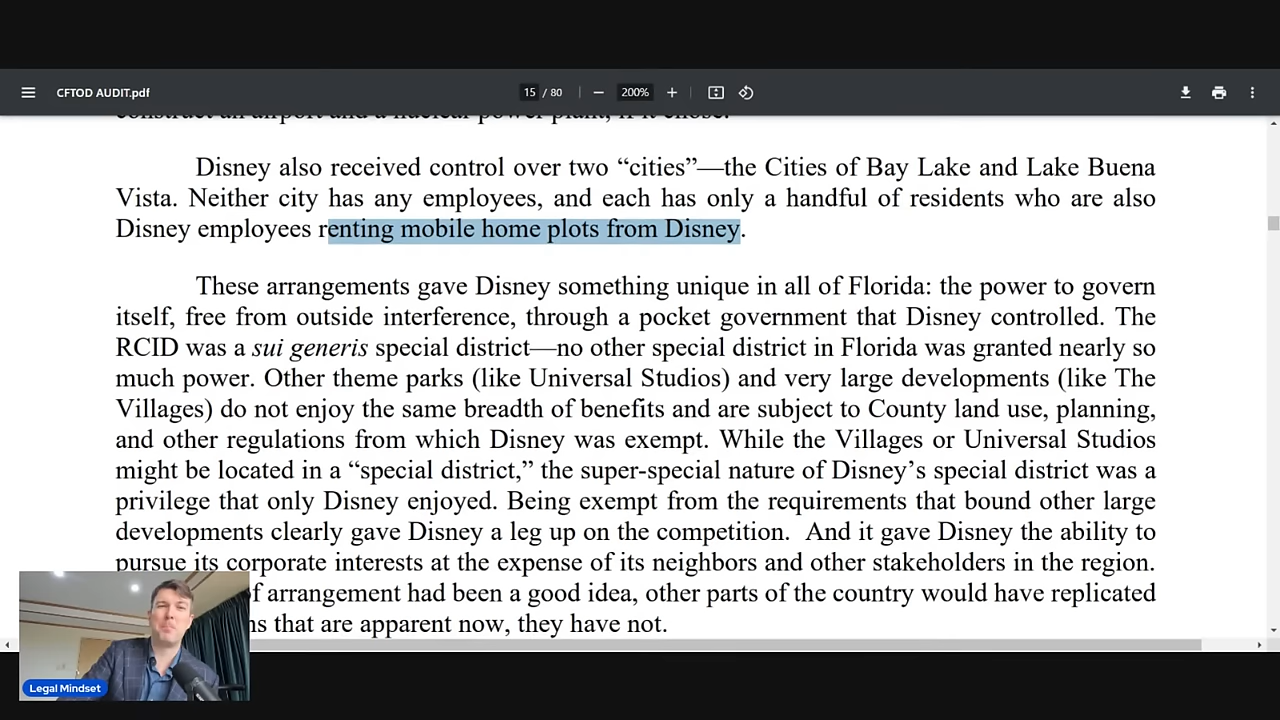 CFTOD AUDIT.pdf
15 / 80
200%
construct an airport and a nuclear power plant, if it chose.
Disney also received control over two “cities”—the Cities of Bay Lake and Lake Buena
Vista. Neither city has any employees, and each has only a handful of residents who are also
Disney employees renting mobile home plots from Disney.
These arrangements gave Disney something unique in all of Florida: the power to govern
itself, free from outside interference, through a pocket government that Disney controlled. The
RCID was a sui generis special district—no other special district in Florida was granted nearly so
much power. Other theme parks (like Universal Studios) and very large developments (like The
Villages) do not enjoy the same breadth of benefits and are subject to County land use, planning,
and other regulations from which Disney was exempt. While the Villages or Universal Studios
might be located in a “special district,” the super-special nature of Disney’s special district was a
privilege that only Disney enjoyed. Being exempt from the requirements that bound other large
developments clearly gave Disney a leg up on the competition.  And it gave Disney the ability to
pursue its corporate interests at the expense of its neighbors and other stakeholders in the region.
f arrangement had been a good idea, other parts of the country would have replicated
ns that are apparent now, they have not.
Legal Mindset